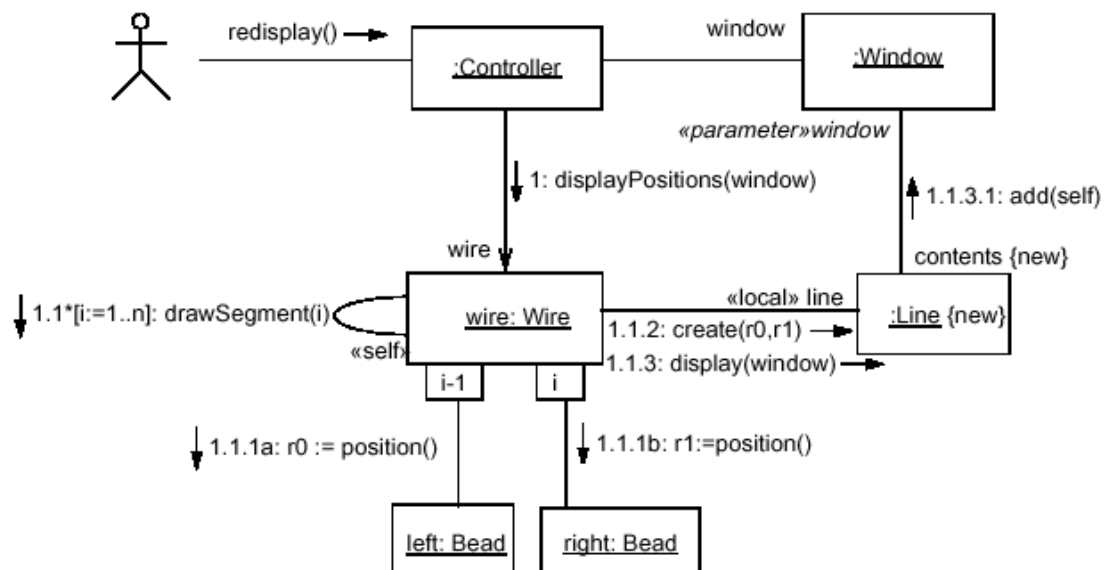 redisplay()
:Controller
window
:Window
«parameter»window
1: displayPositions(window)
1.1.3.1: add(self)
wire
contents {new}
1.1*[i:=1..n]: drawSegment(i)
«self»
wire: Wire
«local» line
:Line {new}
1.1.2: create(r0,r1)
1.1.3: display(window)
i-1
i
1.1.1a: r0 := position()
1.1.1b: r1:=position()
left: Bead
right: Bead